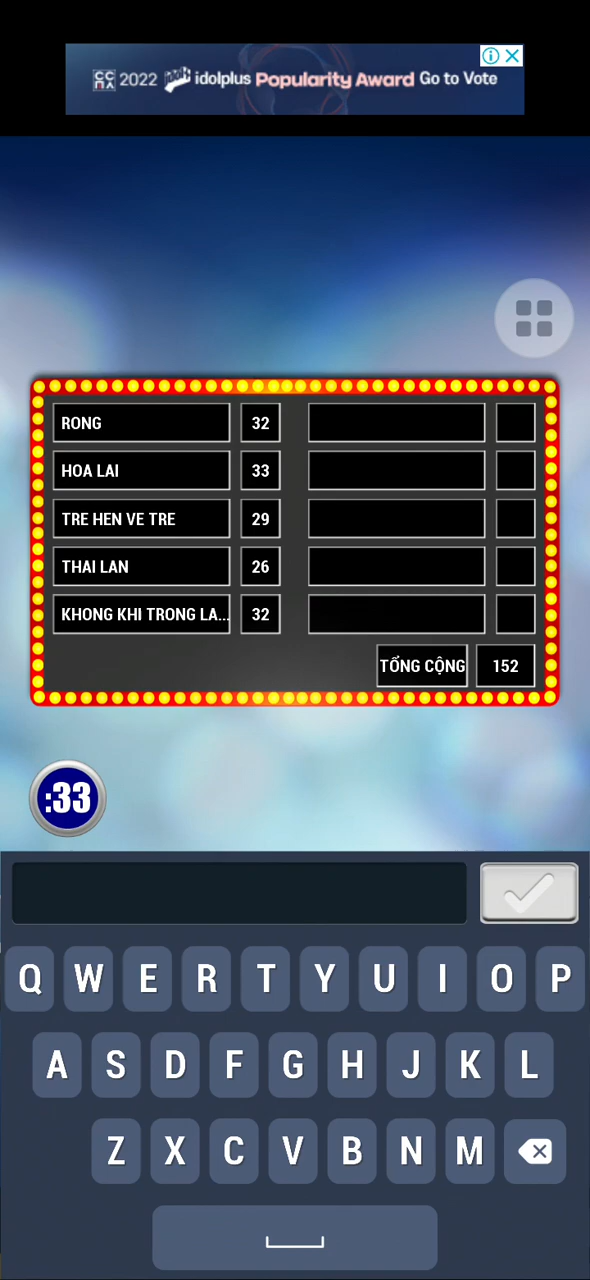 2022 idolplus Popularity Award Go to Vote
RONG 32
HOA LAI 33
TRE HEN VE TRE 29
THAI LAN 26
KHONG KHI TRONG LA... 32
TỔNG CỘNG 152
:33
Q W E R T Y U I O P
A S D F G H J K L
Z X C V B N M